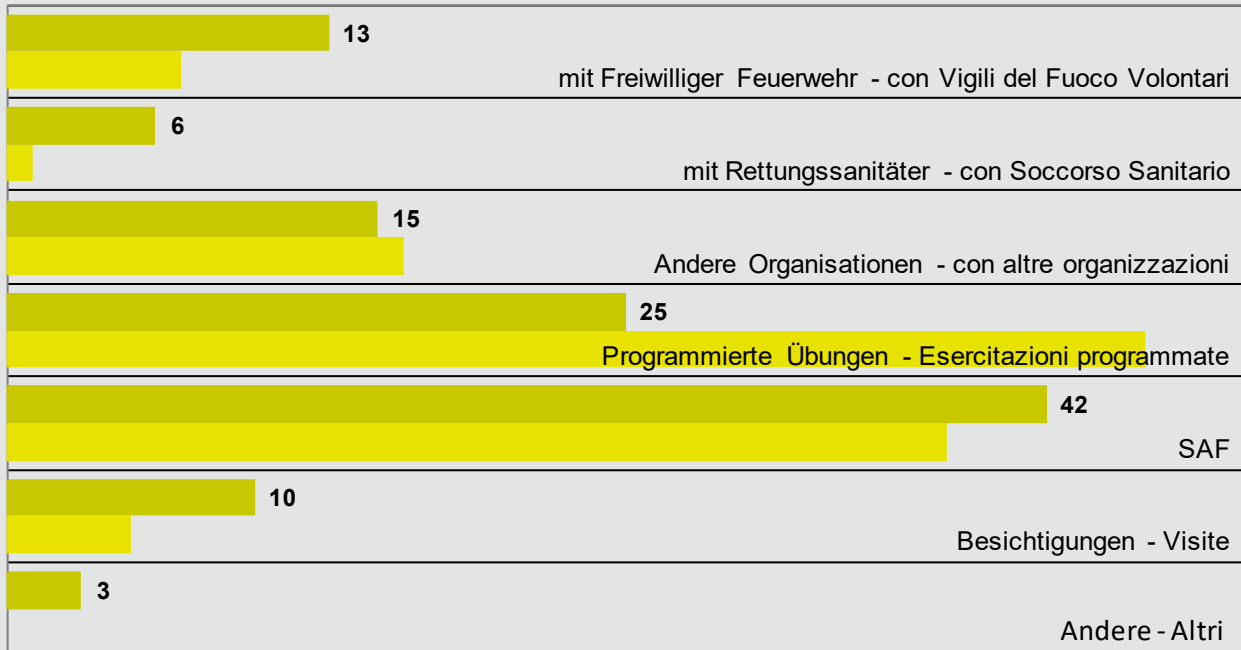 13
mit Freiwilliger Feuerwehr - con Vigili del Fuoco Volontari
6
mit Rettungssanitäter - con Soccorso Sanitario
15
Andere Organisationen - con altre organizzazioni
25
Programmierte Übungen - Esercitazioni programmate
42
SAF
10
Besichtigungen - Visite
3
Andere - Altri